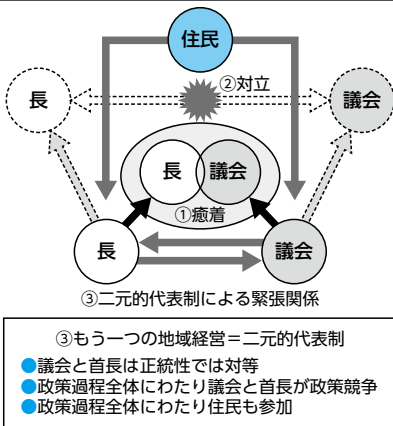 住民
②対立
長
議会
長
議会
①癒着
長
議会
③二元的代表制による緊張関係
③もう一つの地域経営＝二元的代表制
●議会と首長は正統性では対等
●政策過程全体にわたり議会と首長が政策競争
●政策過程全体にわたり住民も参加